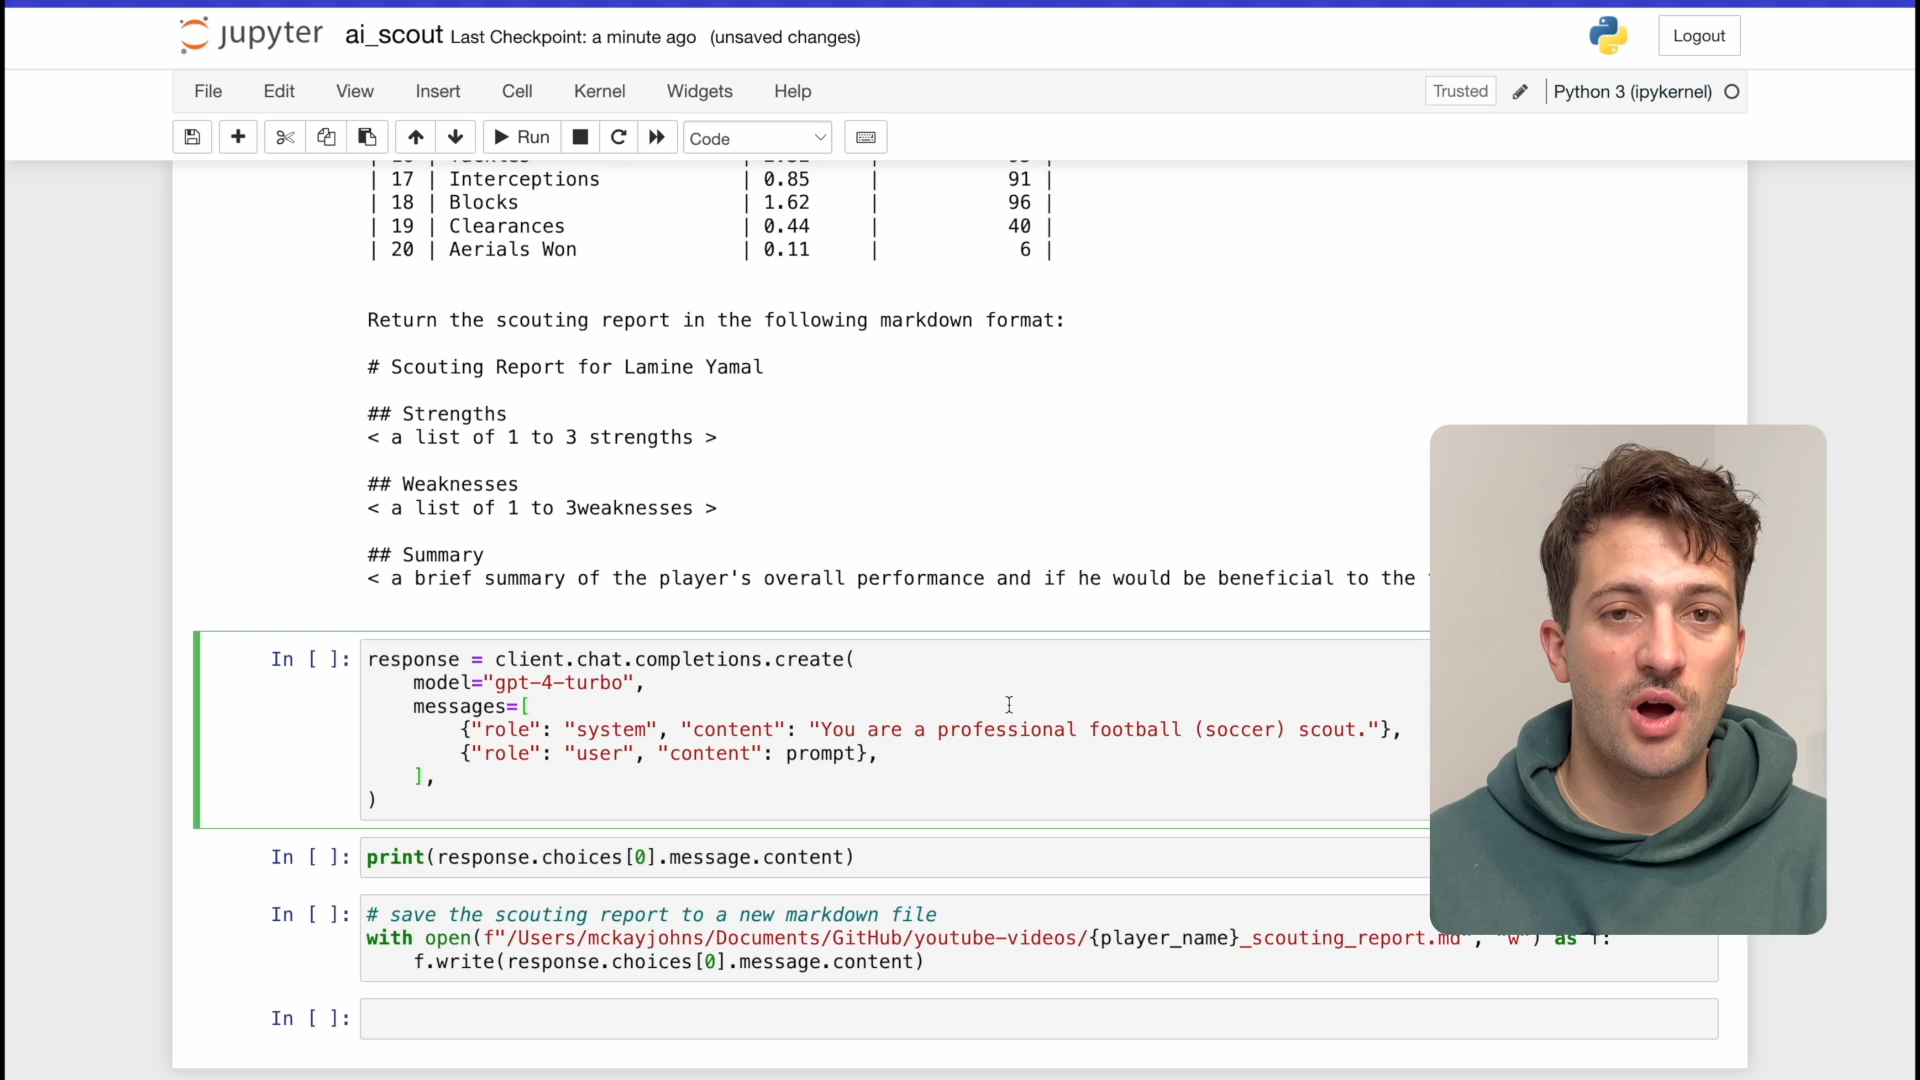 jupyter ai_scout Last Checkpoint: a minute ago (unsaved changes) Logout
File Edit View Insert Cell Kernel Widgets Help Trusted Python 3 (ipykernel)
Run Code
| 17 | Interceptions | 0.85 | 91 |
| 18 | Blocks | 1.62 | 96 |
| 19 | Clearances | 0.44 | 40 |
| 20 | Aerials Won | 0.11 | 6 |
Return the scouting report in the following markdown format:
# Scouting Report for Lamine Yamal
## Strengths
< a list of 1 to 3 strengths >
## Weaknesses
< a list of 1 to 3weaknesses >
## Summary
< a brief summary of the player's overall performance and if he would be beneficial to the
In [ ]: response = client.chat.completions.create(
model="gpt-4-turbo",
messages=[
{"role": "system", "content": "You are a professional football (soccer) scout."},
{"role": "user", "content": prompt},
],
)
In [ ]: print(response.choices[0].message.content)
In [ ]: # save the scouting report to a new markdown file
with open(f"/Users/mckayjohns/Documents/GitHub/youtube-videos/{player_name}_scouting_report.md", "w") as f:
f.write(response.choices[0].message.content)
In [ ]: